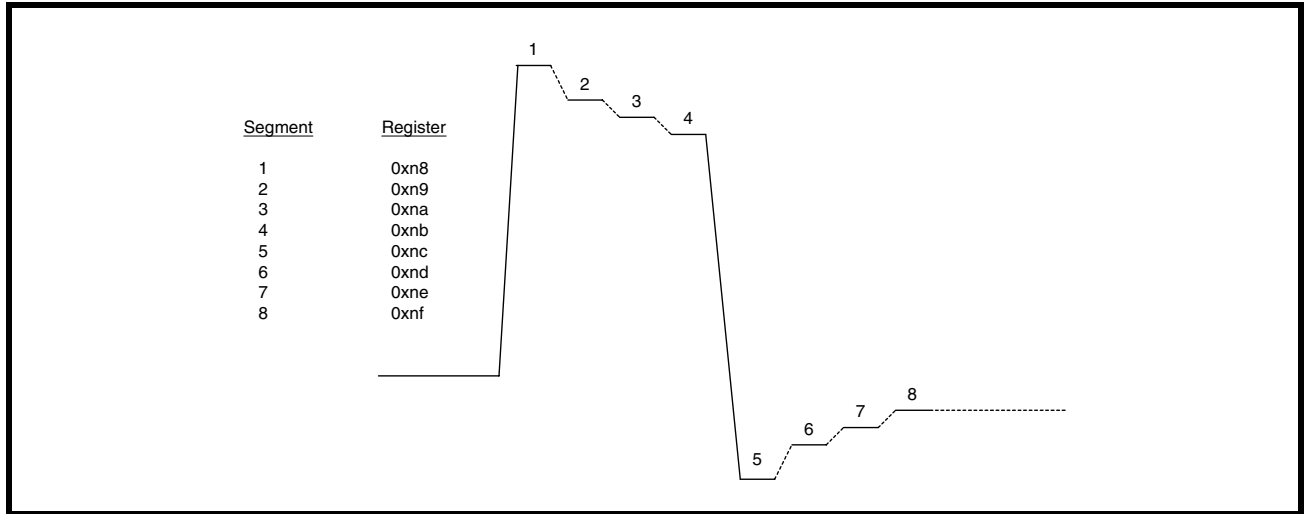 Segment Register
1 0xn8
2 0xn9
3 0xna
4 0xnb
5 0xnc
6 0xnd
7 0xne
8 0xnf
1
2
3
4
5
6
7
8